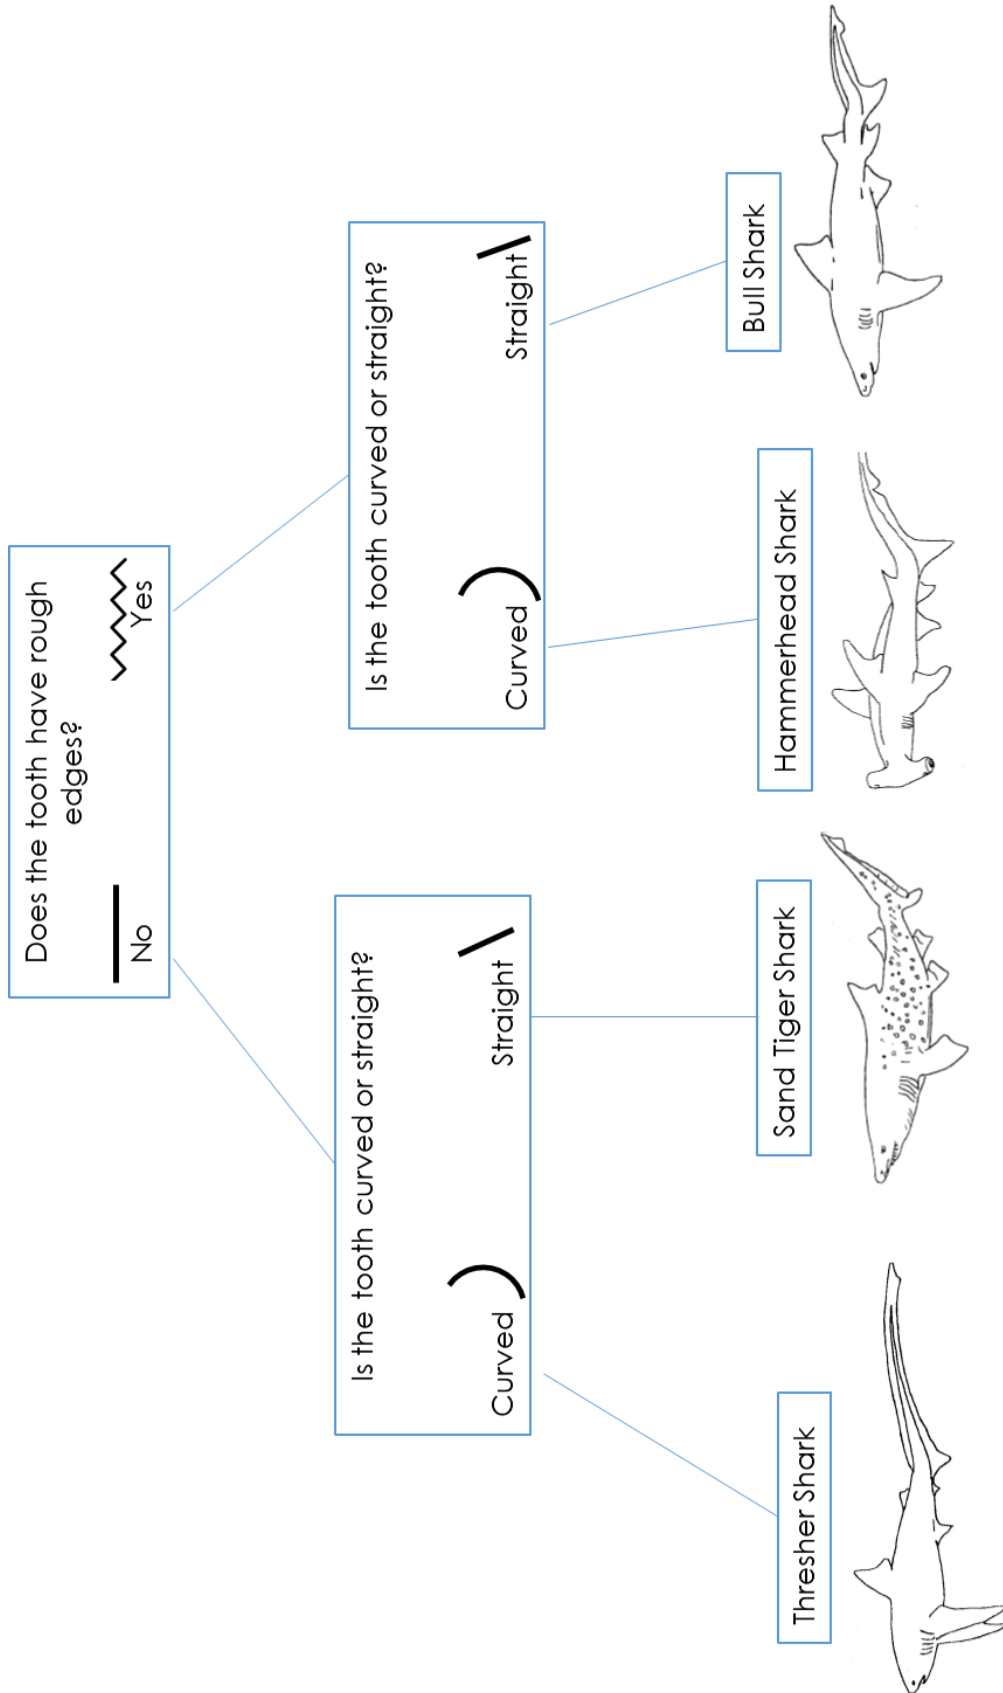 Does the tooth have rough
edges?
No
Yes
Is the tooth curved or straight?
Curved
Straight
Is the tooth curved or straight?
Curved
Straight
Thresher Shark
Sand Tiger Shark
Hammerhead Shark
Bull Shark